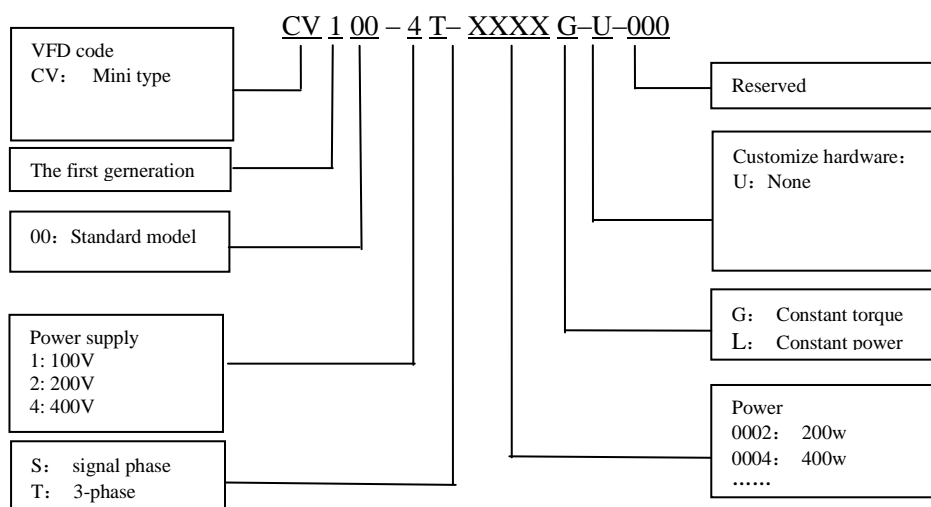 CV 1 00 – 4 T– XXXX G–U–000
VFD code
CV： Mini type
The first gerneration
00：Standard model
Power supply
1: 100V
2: 200V
4: 400V
S： signal phase
T： 3-phase
Reserved
Customize hardware：
U：None
G： Constant torque
L： Constant power
Power
0002： 200w
0004： 400w
……